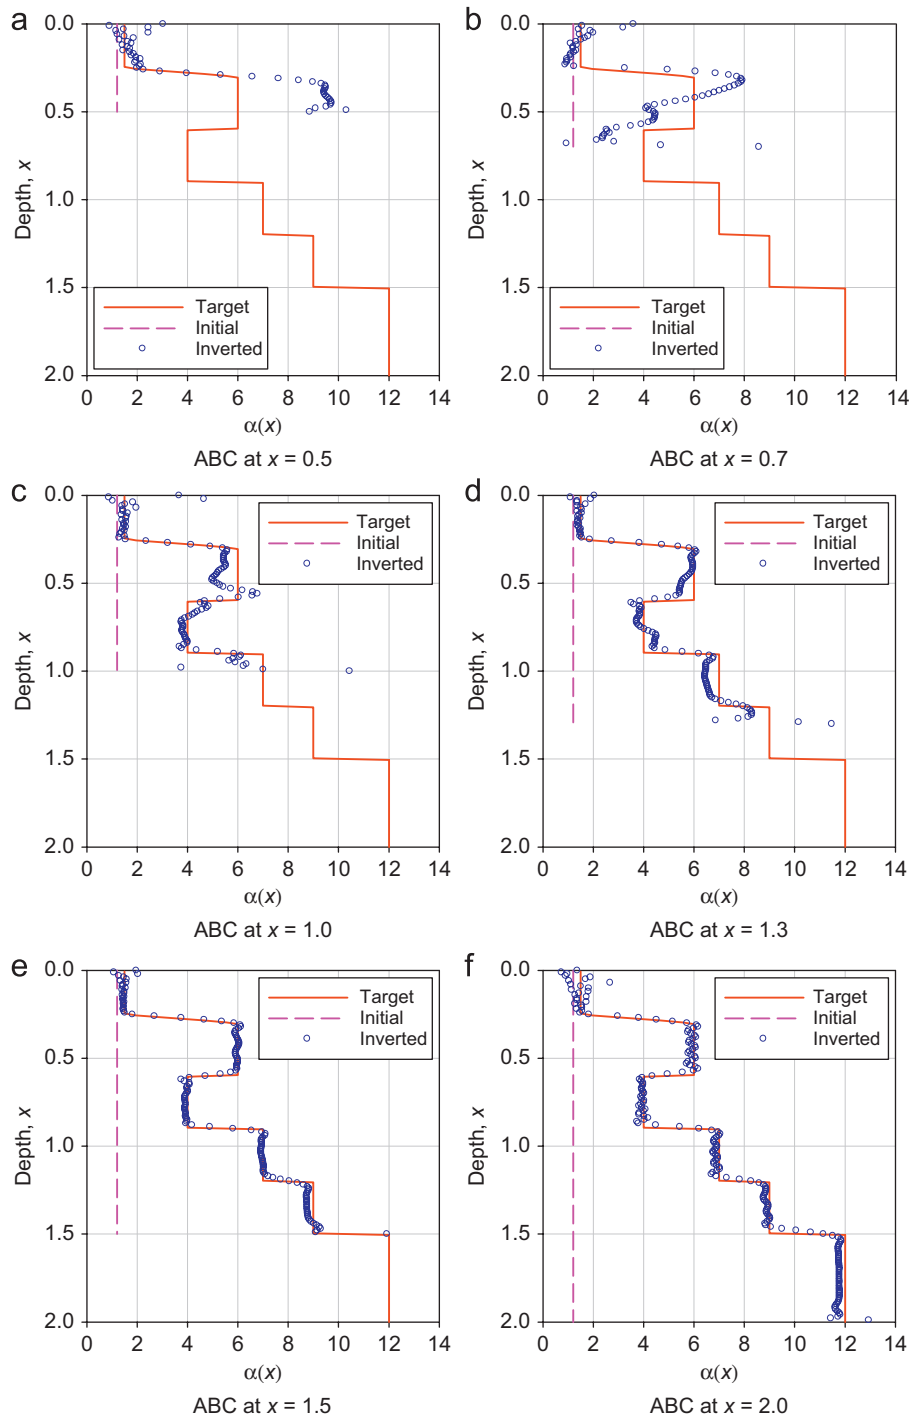 a
0.0
0.5
1.0
1.5
2.0
Depth, x
Target
Initial
Inverted
0 2 4 6 8 10 12 14
α(x)
ABC at x = 0.5
b
0.0
0.5
1.0
1.5
2.0
Depth, x
Target
Initial
Inverted
0 2 4 6 8 10 12 14
α(x)
ABC at x = 0.7
c
0.0
0.5
1.0
1.5
2.0
Depth, x
Target
Initial
Inverted
0 2 4 6 8 10 12 14
α(x)
ABC at x = 1.0
d
0.0
0.5
1.0
1.5
2.0
Depth, x
Target
Initial
Inverted
0 2 4 6 8 10 12 14
α(x)
ABC at x = 1.3
e
0.0
0.5
1.0
1.5
2.0
Depth, x
Target
Initial
Inverted
0 2 4 6 8 10 12 14
α(x)
ABC at x = 1.5
f
0.0
0.5
1.0
1.5
2.0
Depth, x
Target
Initial
Inverted
0 2 4 6 8 10 12 14
α(x)
ABC at x = 2.0